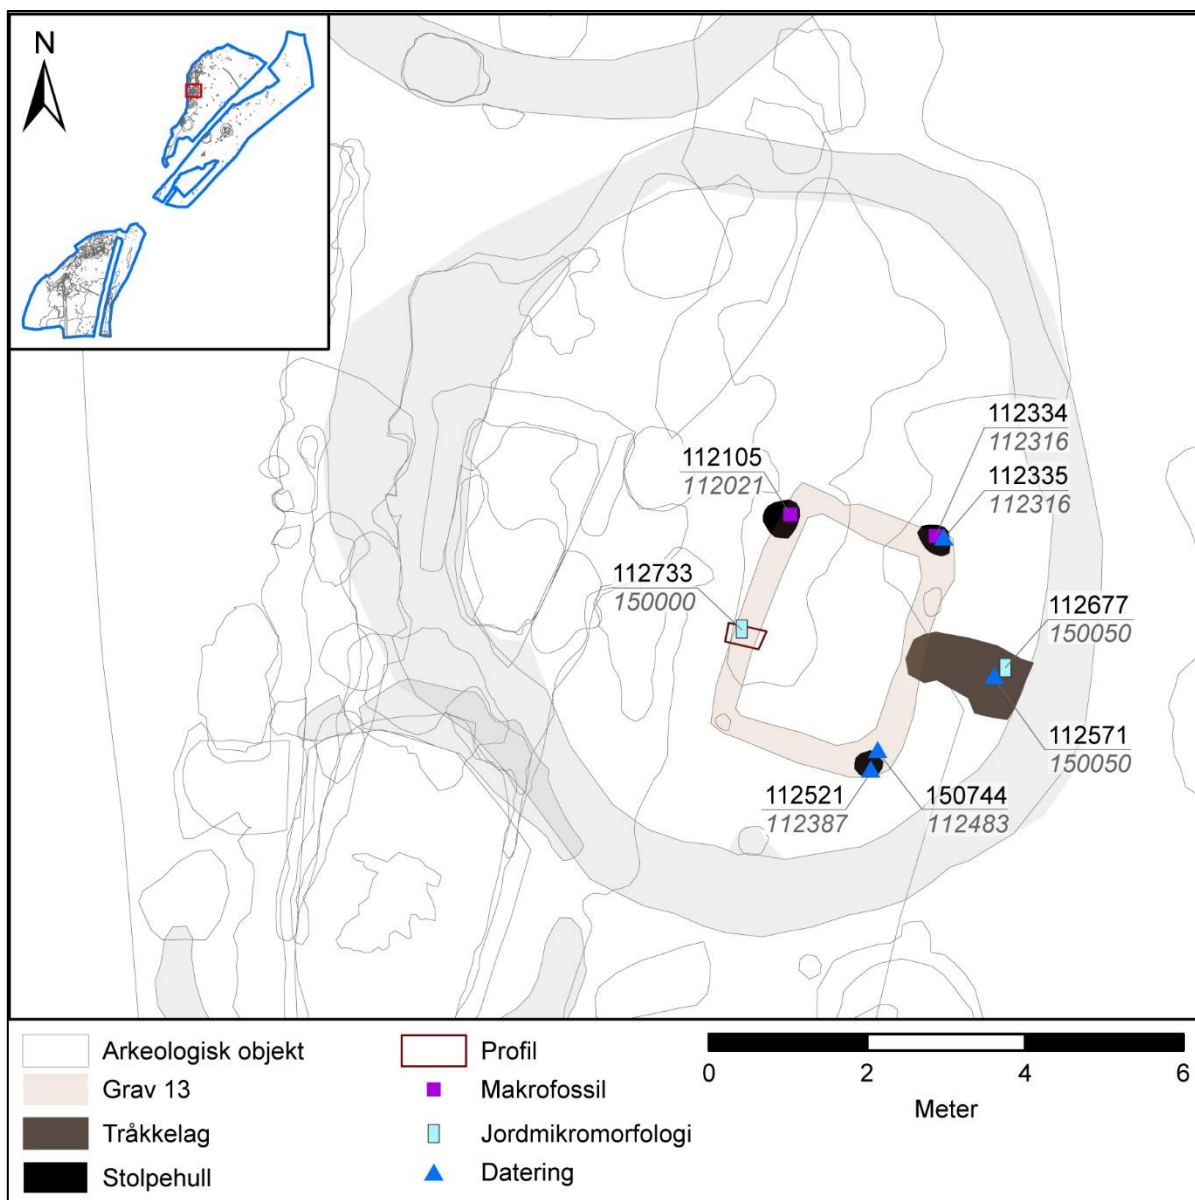 N
112334
112316
112105
112021
112335
112316
112733
150000
112677
150050
112571
150050
112521
112387
150744
112483
Arkeologisk objekt
Grav 13
Tråkkelag
Stolpehull
Profil
Makrofossil
Jordmikromorfologi
Datering
0 2 4 6
Meter